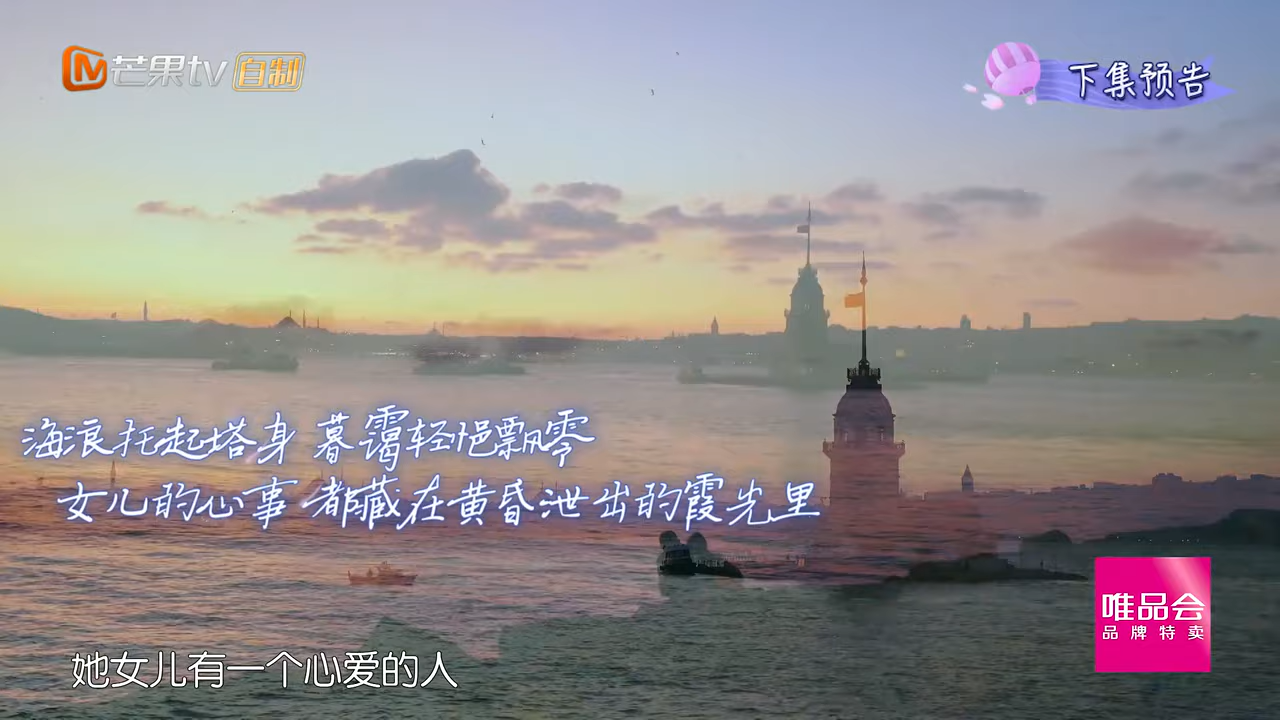 芒果tv 自制
下集预告
海浪托起塔身 暮霭轻挹飘零
女儿的心事 都藏在黄昏泄出的霞光里
唯品会
品牌特卖
她女儿有一个心爱的人